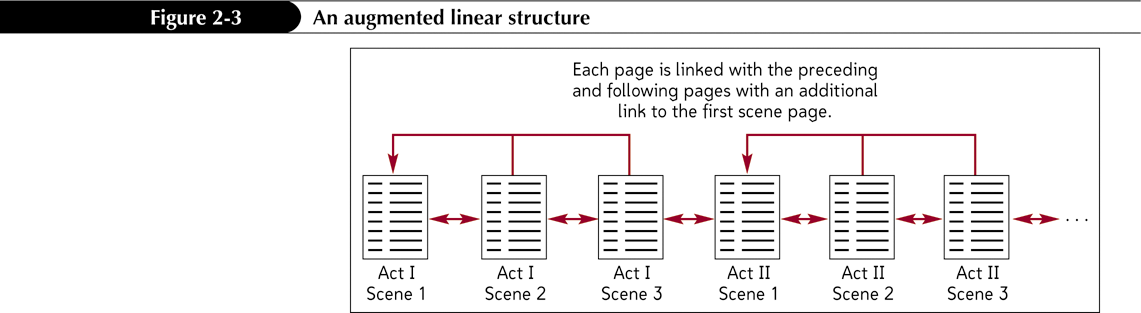 Figure 2-3 An augmented linear structure
Each page is linked with the preceding
and following pages with an additional
link to the first scene page.
. . .
Act I Act I Act I Act II Act II Act II
Scene 1 Scene 2 Scene 3 Scene 1 Scene 2 Scene 3